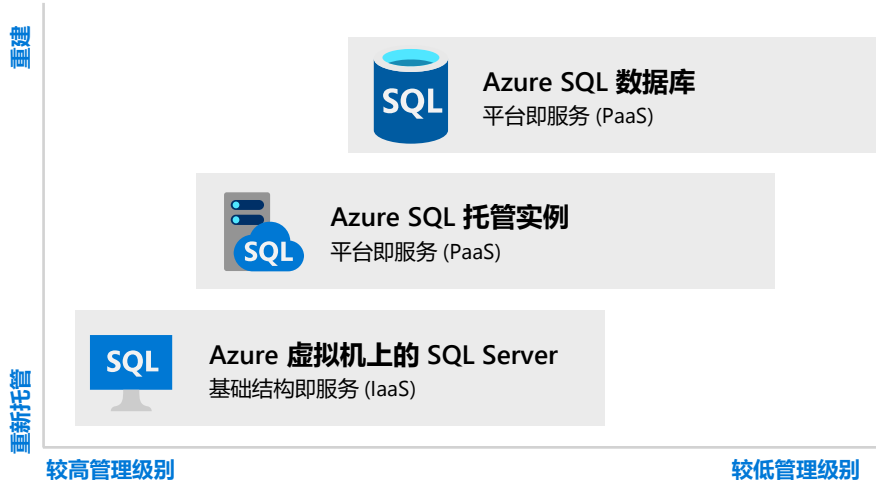 重建
SQL
Azure SQL 数据库
平台即服务 (PaaS)
SQL
Azure SQL 托管实例
平台即服务 (PaaS)
SQL
Azure 虚拟机上的 SQL Server
基础结构即服务 (IaaS)
重新托管
较高管理级别
较低管理级别